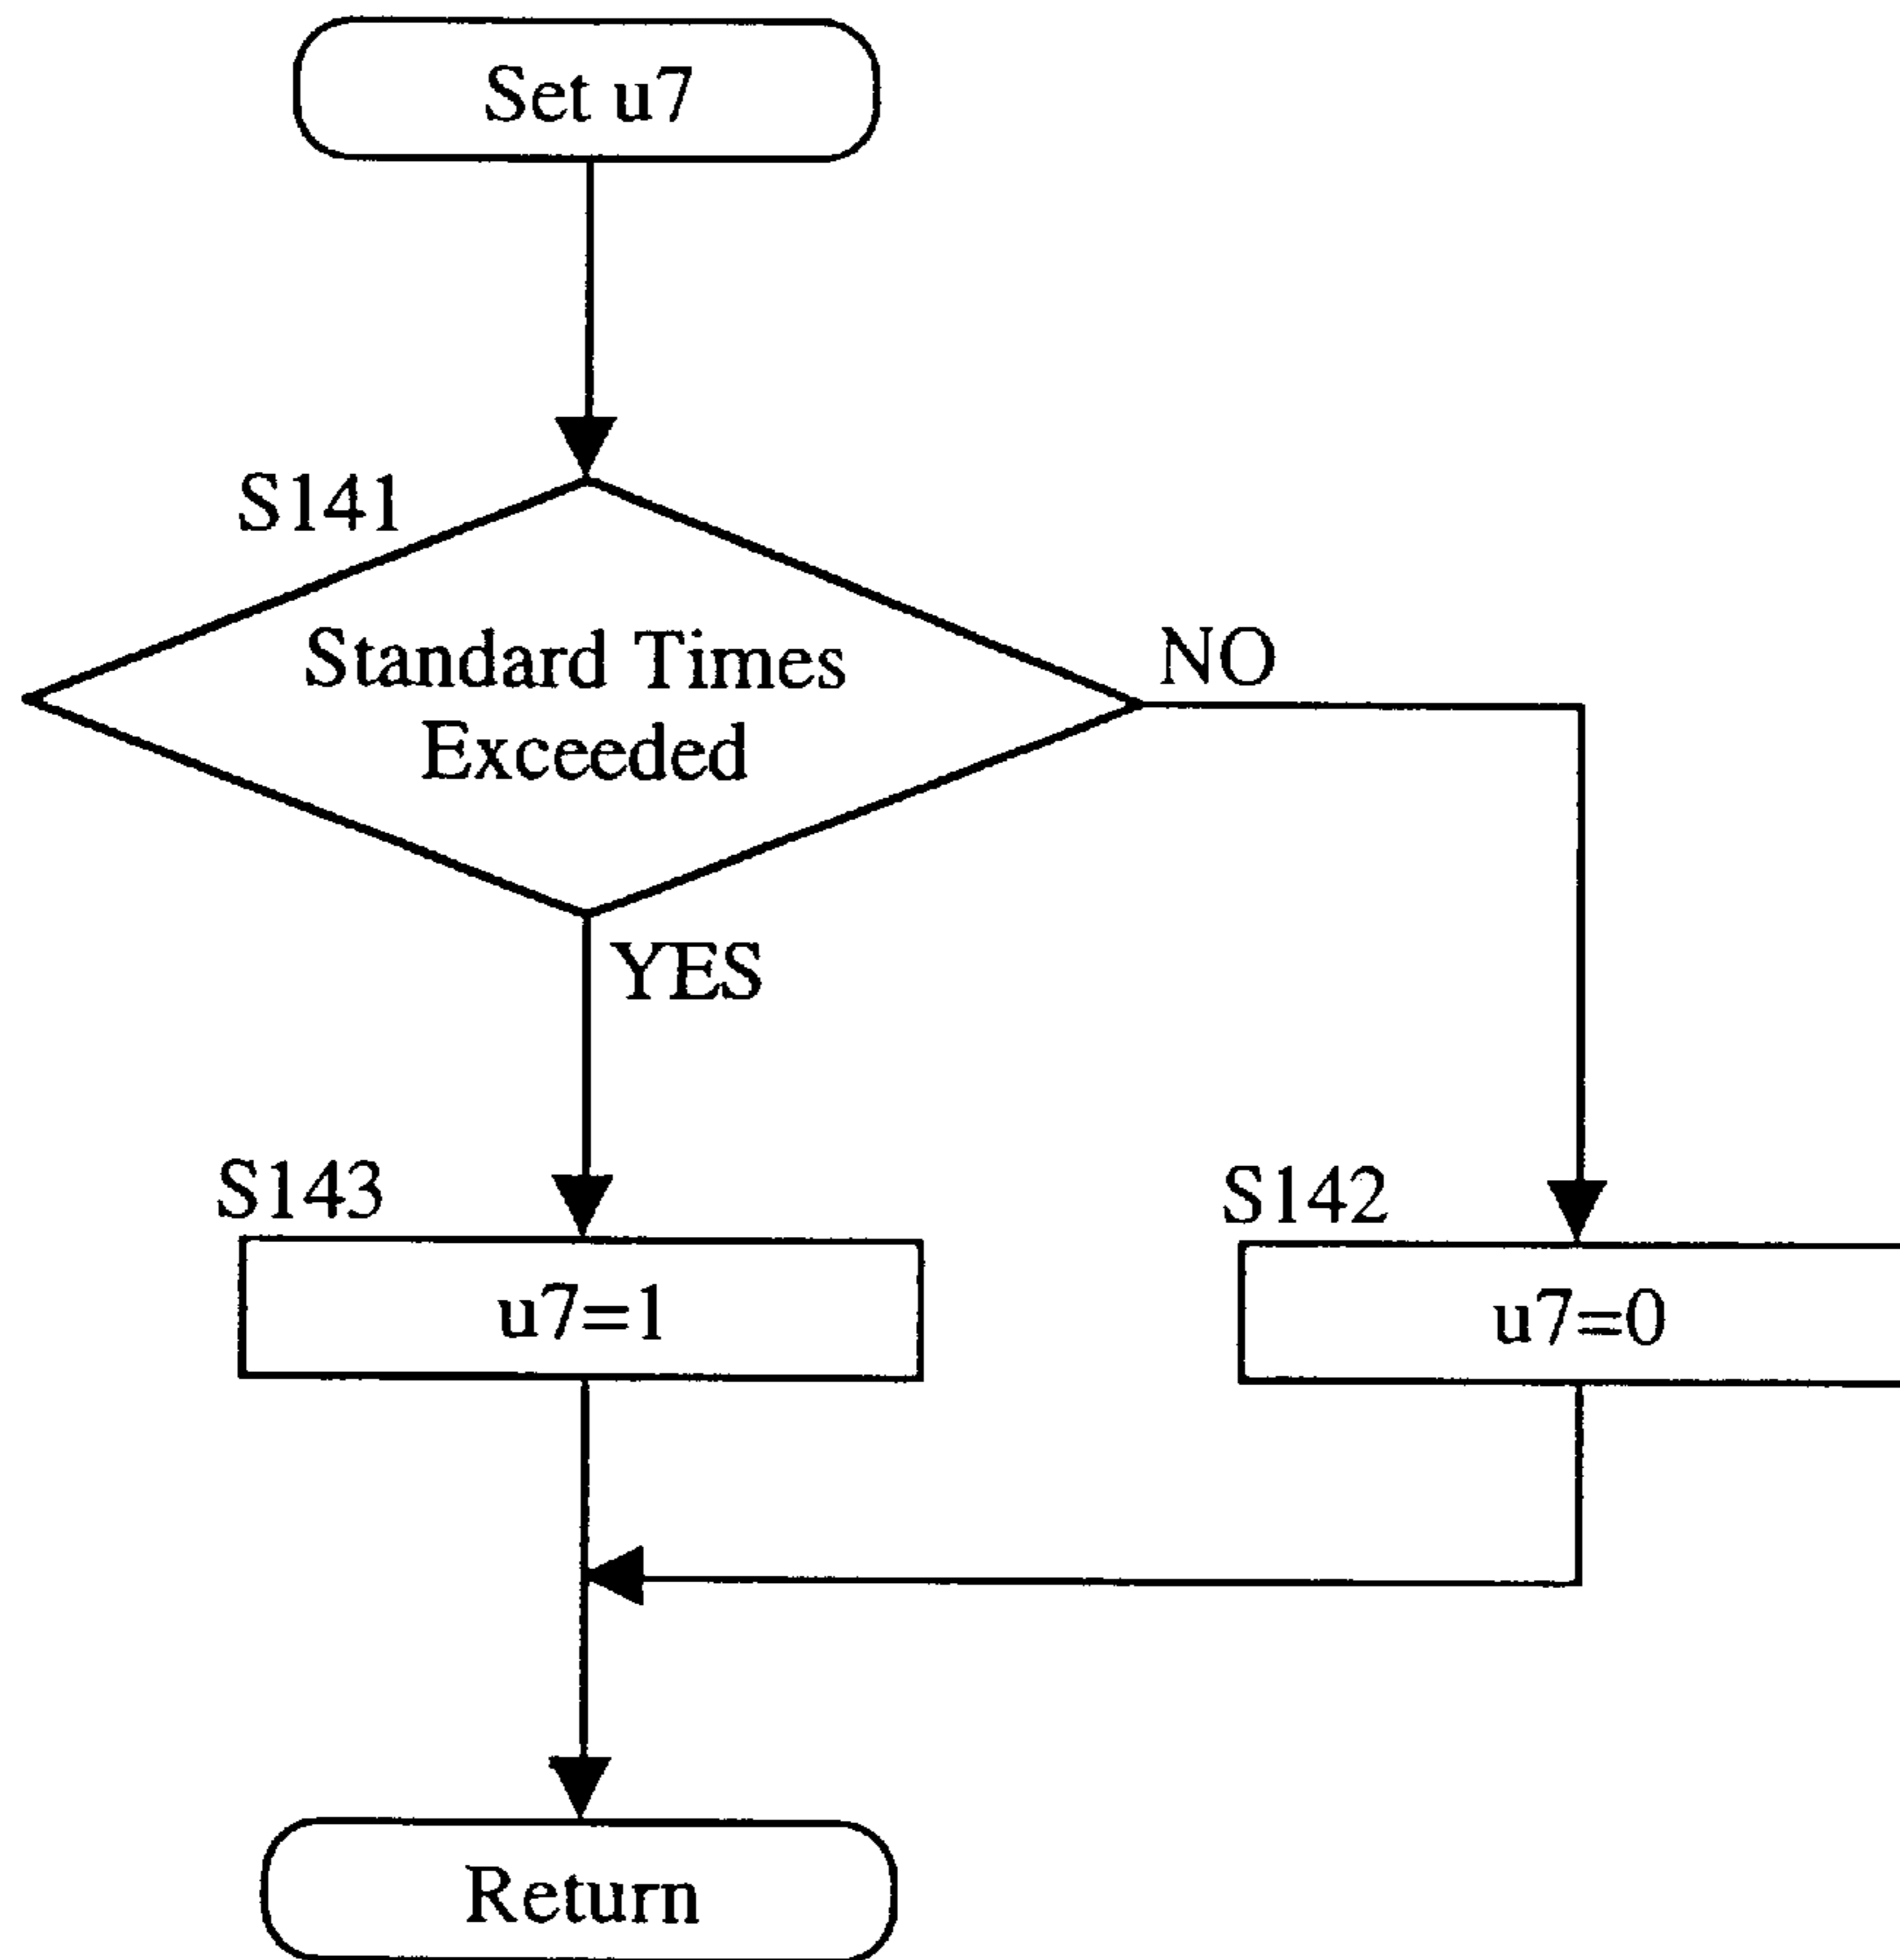 Set u7
S141
Standard Times
Exceeded
NO
YES
S143
u7=1
S142
u7=0
Return